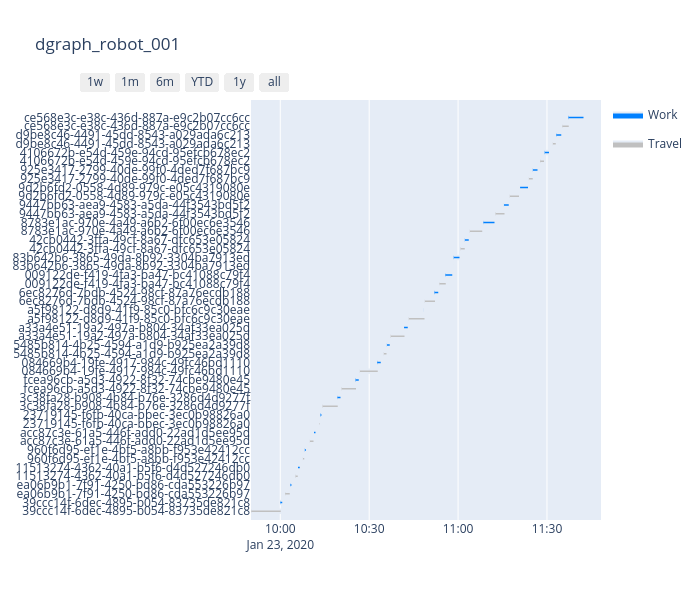 dgraph_robot_001
1w 1m 6m YTD 1y all
Work
Travel
ce568e3c-e38c-436d-887a-e9c2b07cc6cc
ce568e3c-e38c-436d-887a-e9c2b07cc6cc
d9be8c46-4491-45dd-8543-a029ada6c213
d9be8c46-4491-45dd-8543-a029ada6c213
4106672b-e54d-459e-94cd-95efcb678ec2
4106672b-e54d-459e-94cd-95efcb678ec2
925e3417-2799-40de-99f0-4ded7f687bc9
925e3417-2799-40de-99f0-4ded7f687bc9
9d2b6fd2-0558-4d89-979c-e05c4319080e
9d2b6fd2-0558-4d89-979c-e05c4319080e
9447bb63-aea9-4583-a5da-44f3543bd5f2
9447bb63-aea9-4583-a5da-44f3543bd5f2
8783e1ac-970e-4a49-a6b2-6f00ec6e3546
8783e1ac-970e-4a49-a6b2-6f00ec6e3546
42cb0442-3ffa-49cf-8a67-dfc653e05824
42cb0442-3ffa-49cf-8a67-dfc653e05824
83b642b6-3865-49da-8b92-3304ba7913ed
83b642b6-3865-49da-8b92-3304ba7913ed
009122de-f419-4fa3-ba47-bc41088c79f4
009122de-f419-4fa3-ba47-bc41088c79f4
6ec8276d-7bdb-4524-98cf-87a76ecdb188
6ec8276d-7bdb-4524-98cf-87a76ecdb188
a5f98122-d8d9-41f9-85c0-bfc6c9c30eae
a5f98122-d8d9-41f9-85c0-bfc6c9c30eae
a33a4e51-19a2-497a-b804-34af33ea025d
a33a4e51-19a2-497a-b804-34af33ea025d
5485b814-4b25-4594-a1d9-b925ea2a39d8
5485b814-4b25-4594-a1d9-b925ea2a39d8
084669b4-19fe-4917-984c-49fc46bd1110
084669b4-19fe-4917-984c-49fc46bd1110
fcea96cb-a5d3-4922-8f32-74cbe9480e45
fcea96cb-a5d3-4922-8f32-74cbe9480e45
3c38fa28-b908-4b84-b76e-3286d4d9277f
3c38fa28-b908-4b84-b76e-3286d4d9277f
23719145-f6fb-40ca-bbec-3ec0b98826a0
23719145-f6fb-40ca-bbec-3ec0b98826a0
acc87c3e-61a5-446f-add0-22ad1d5ee95d
acc87c3e-61a5-446f-add0-22ad1d5ee95d
960f6d95-ef1e-4bf5-a8bb-f953e42412cc
960f6d95-ef1e-4bf5-a8bb-f953e42412cc
11513274-4362-40a1-b5f6-d4d527246db0
11513274-4362-40a1-b5f6-d4d527246db0
ea06b9b1-7f91-4250-bd86-cda553226b97
ea06b9b1-7f91-4250-bd86-cda553226b97
39ccc14f-6dec-4895-b054-83735de821c8
39ccc14f-6dec-4895-b054-83735de821c8
10:00 10:30 11:00 11:30
Jan 23, 2020